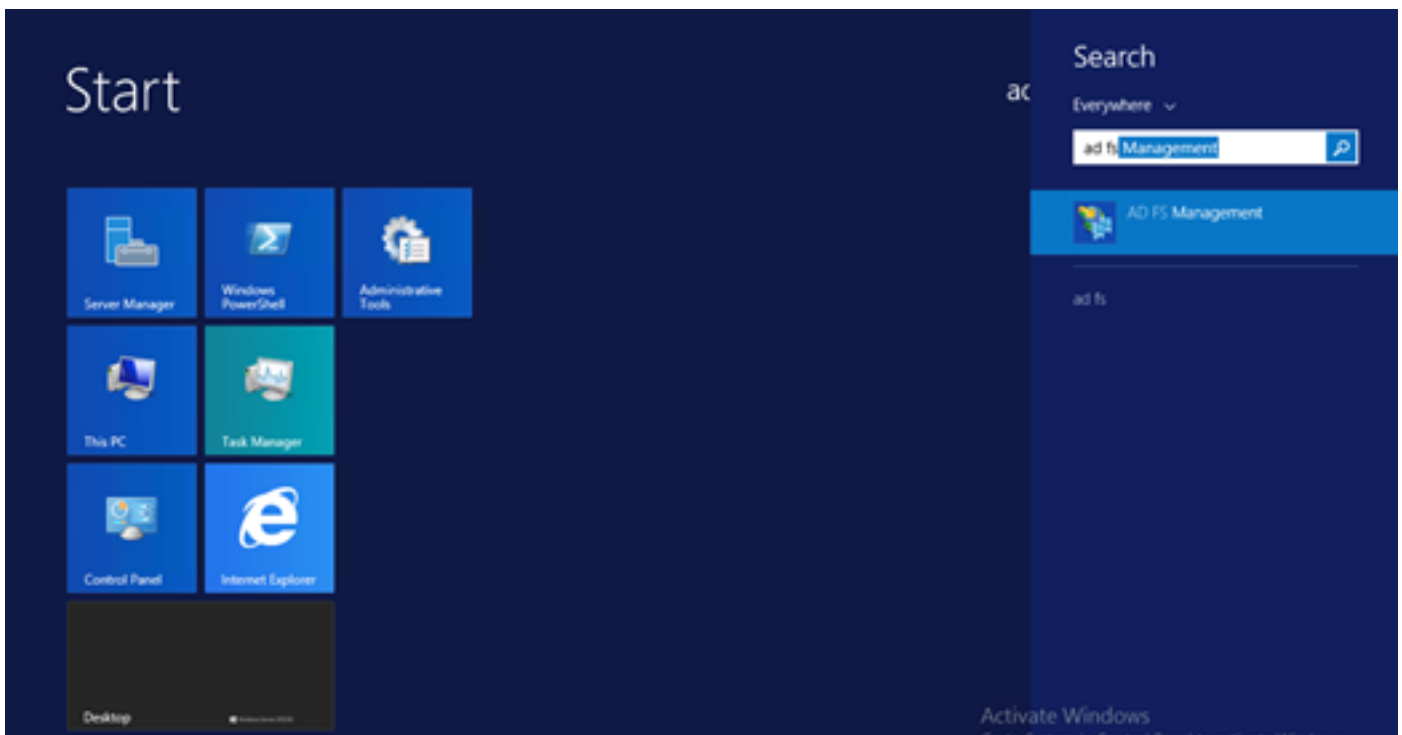 Start
ac
Search
Everywhere
ad fs Management
AD FS Management
ad fs
Server Manager
Windows
PowerShell
Administrative
Tools
This PC
Task Manager
Control Panel
Internet Explorer
Desktop
Activate Windows